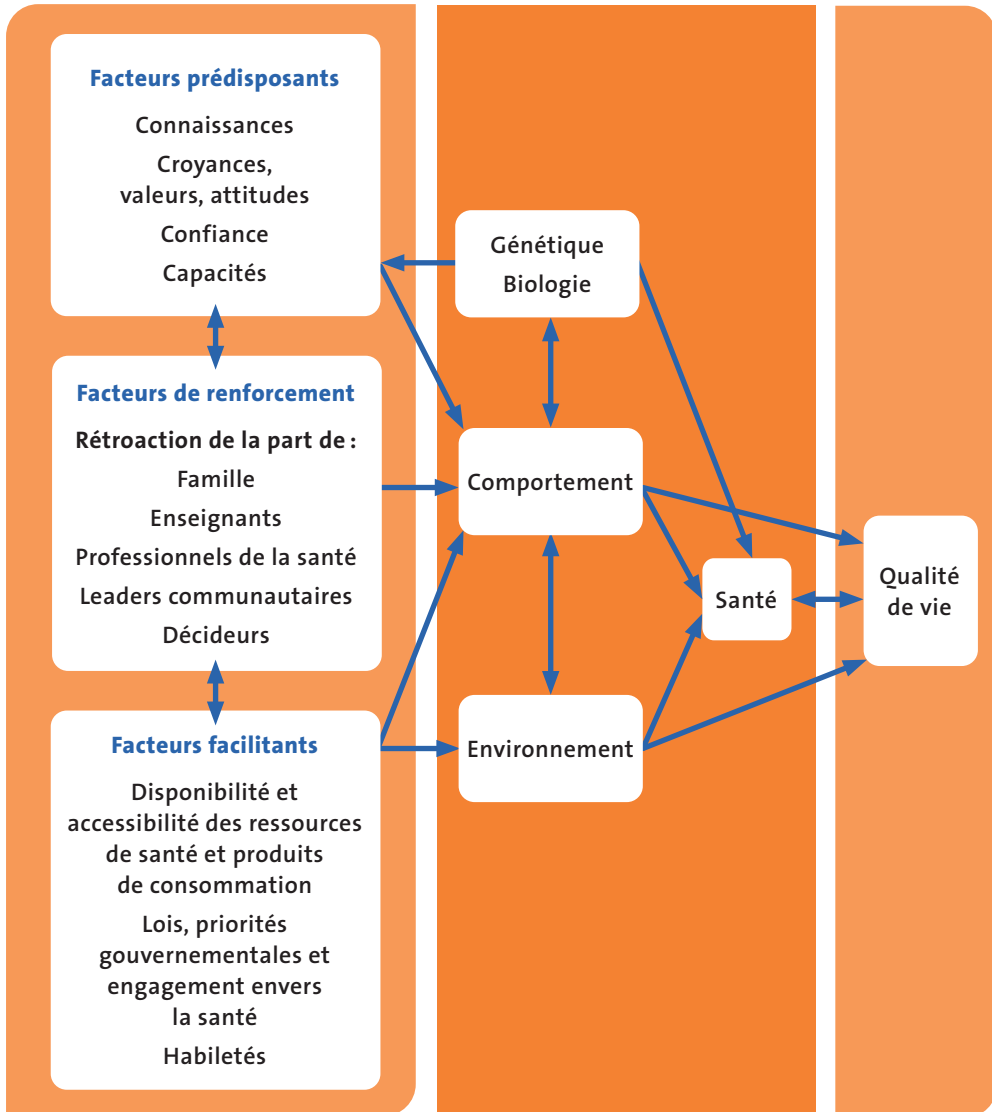 Facteurs prédisposants
Connaissances
Croyances,
valeurs, attitudes
Confiance
Capacités
Facteurs de renforcement
Rétroaction de la part de :
Famille
Enseignants
Professionnels de la santé
Leaders communautaires
Décideurs
Facteurs facilitants
Disponibilité et
accessibilité des ressources
de santé et produits
de consommation
Lois, priorités
gouvernementales et
engagement envers
la santé
Habiletés
Génétique
Biologie
Comportement
Environnement
Santé
Qualité
de vie